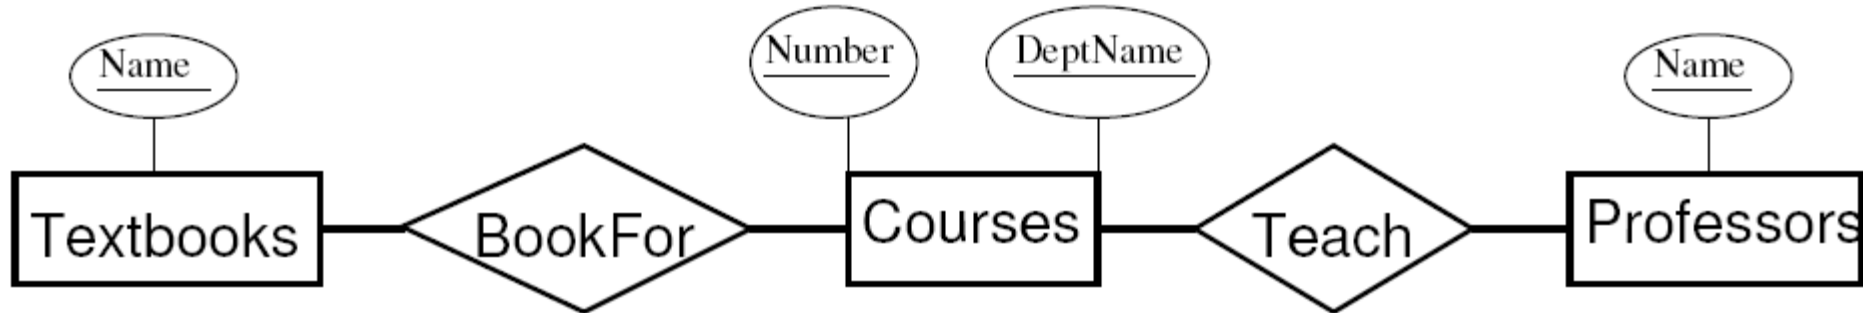 Name
Number
DeptName
Name
Textbooks
BookFor
Courses
Teach
Professors